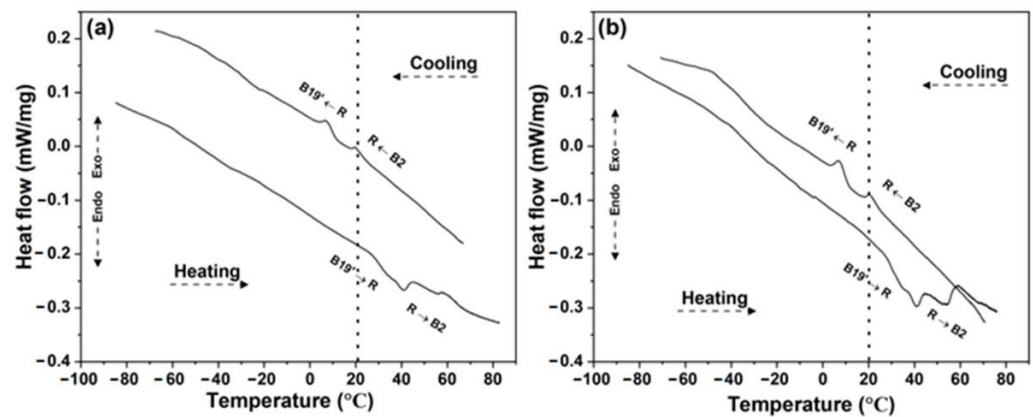 (a)
Cooling
B19'← R
R ← B2
Endo Exo
B19'→ R
Heating
R → B2
0.2
0.1
0.0
−0.1
−0.2
−0.3
−0.4
−100 −80 −60 −40 −20 0 20 40 60 80
Heat flow (mW/mg)
Temperature (°C)
(b)
Cooling
B19'← R
R ← B2
Endo Exo
B19'→ R
Heating
R → B2
0.2
0.1
0.0
−0.1
−0.2
−0.3
−0.4
−100 −80 −60 −40 −20 0 20 40 60 80
Heat flow (mW/mg)
Temperature (°C)